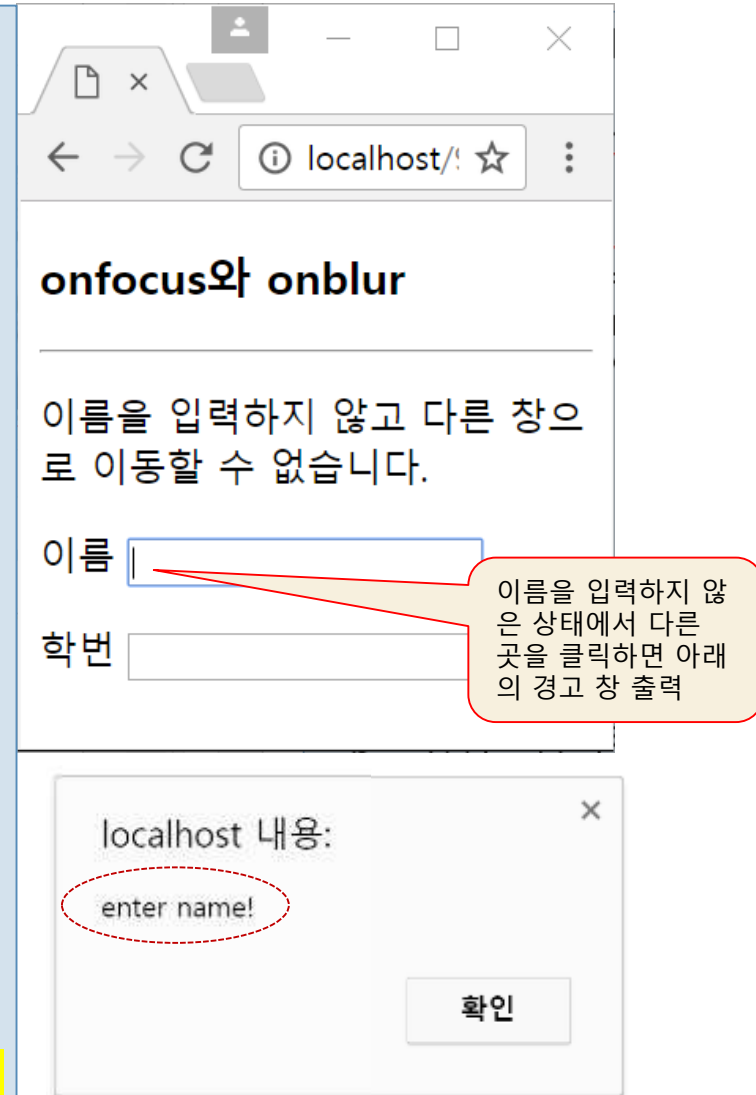 localhost/
onfocus와 onblur
이름을 입력하지 않고 다른 창으
로 이동할 수 없습니다.
이름
학번
이름을 입력하지 않
은 상태에서 다른
곳을 클릭하면 아래
의 경고 창 출력
localhost 내용:
enter name!
확인